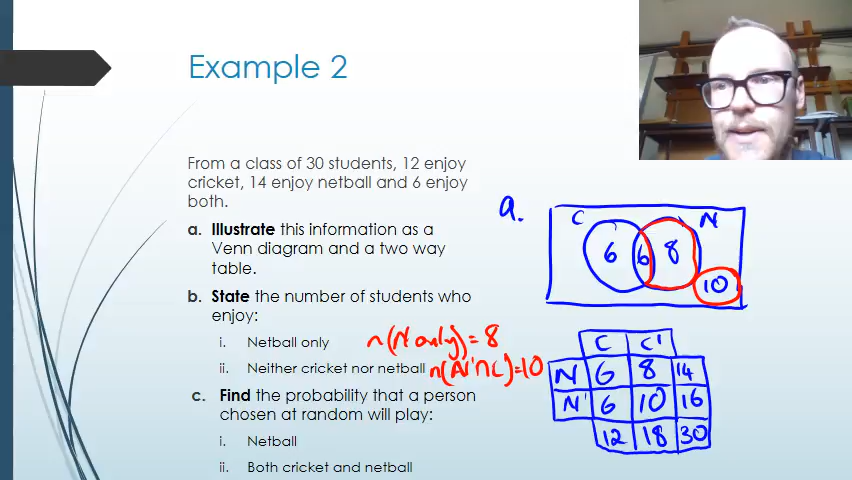 Example 2
From a class of 30 students, 12 enjoy
cricket, 14 enjoy netball and 6 enjoy
both.
a. Illustrate this information as a
Venn diagram and a two way
table.
b. State the number of students who
enjoy:
i. Netball only
n(N only) = 8
ii. Neither cricket nor netball
n(N'∩C')=10
c. Find the probability that a person
chosen at random will play:
i. Netball
ii. Both cricket and netball
a.
C N
6 6 8
10
C C'
N 6 8 14
N' 6 10 16
12 18 30